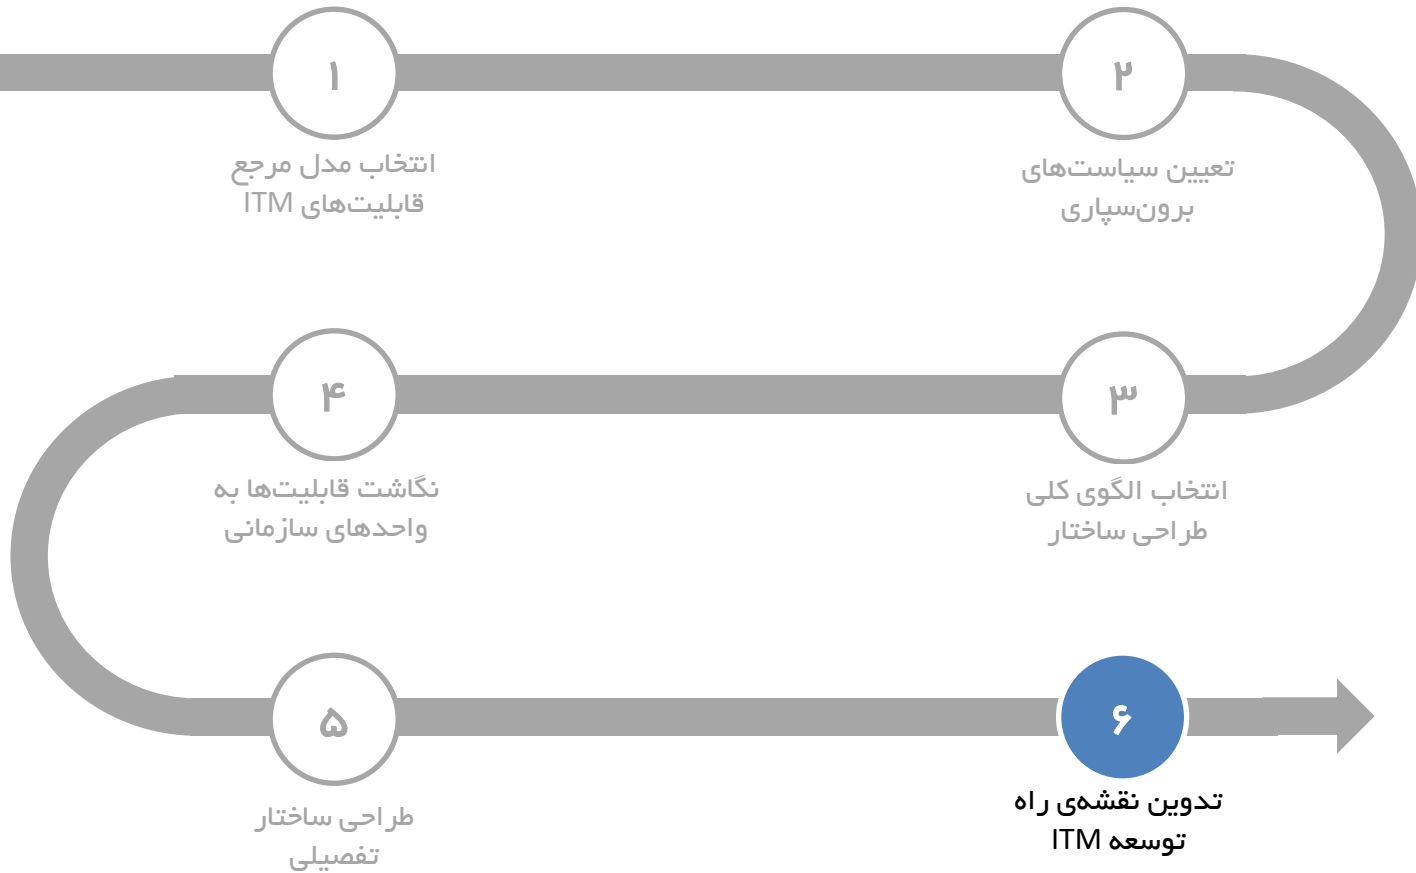 ۱
انتخاب مدل مرجع
قابلیت‌های ITM
۲
تعیین سیاست‌های
برون‌سپاری
۳
انتخاب الگوی کلی
طراحی ساختار
۴
نگاشت قابلیت‌ها به
واحدهای سازمانی
۵
طراحی ساختار
تفصیلی
۶
تدوین نقشه‌ی راه
توسعه ITM